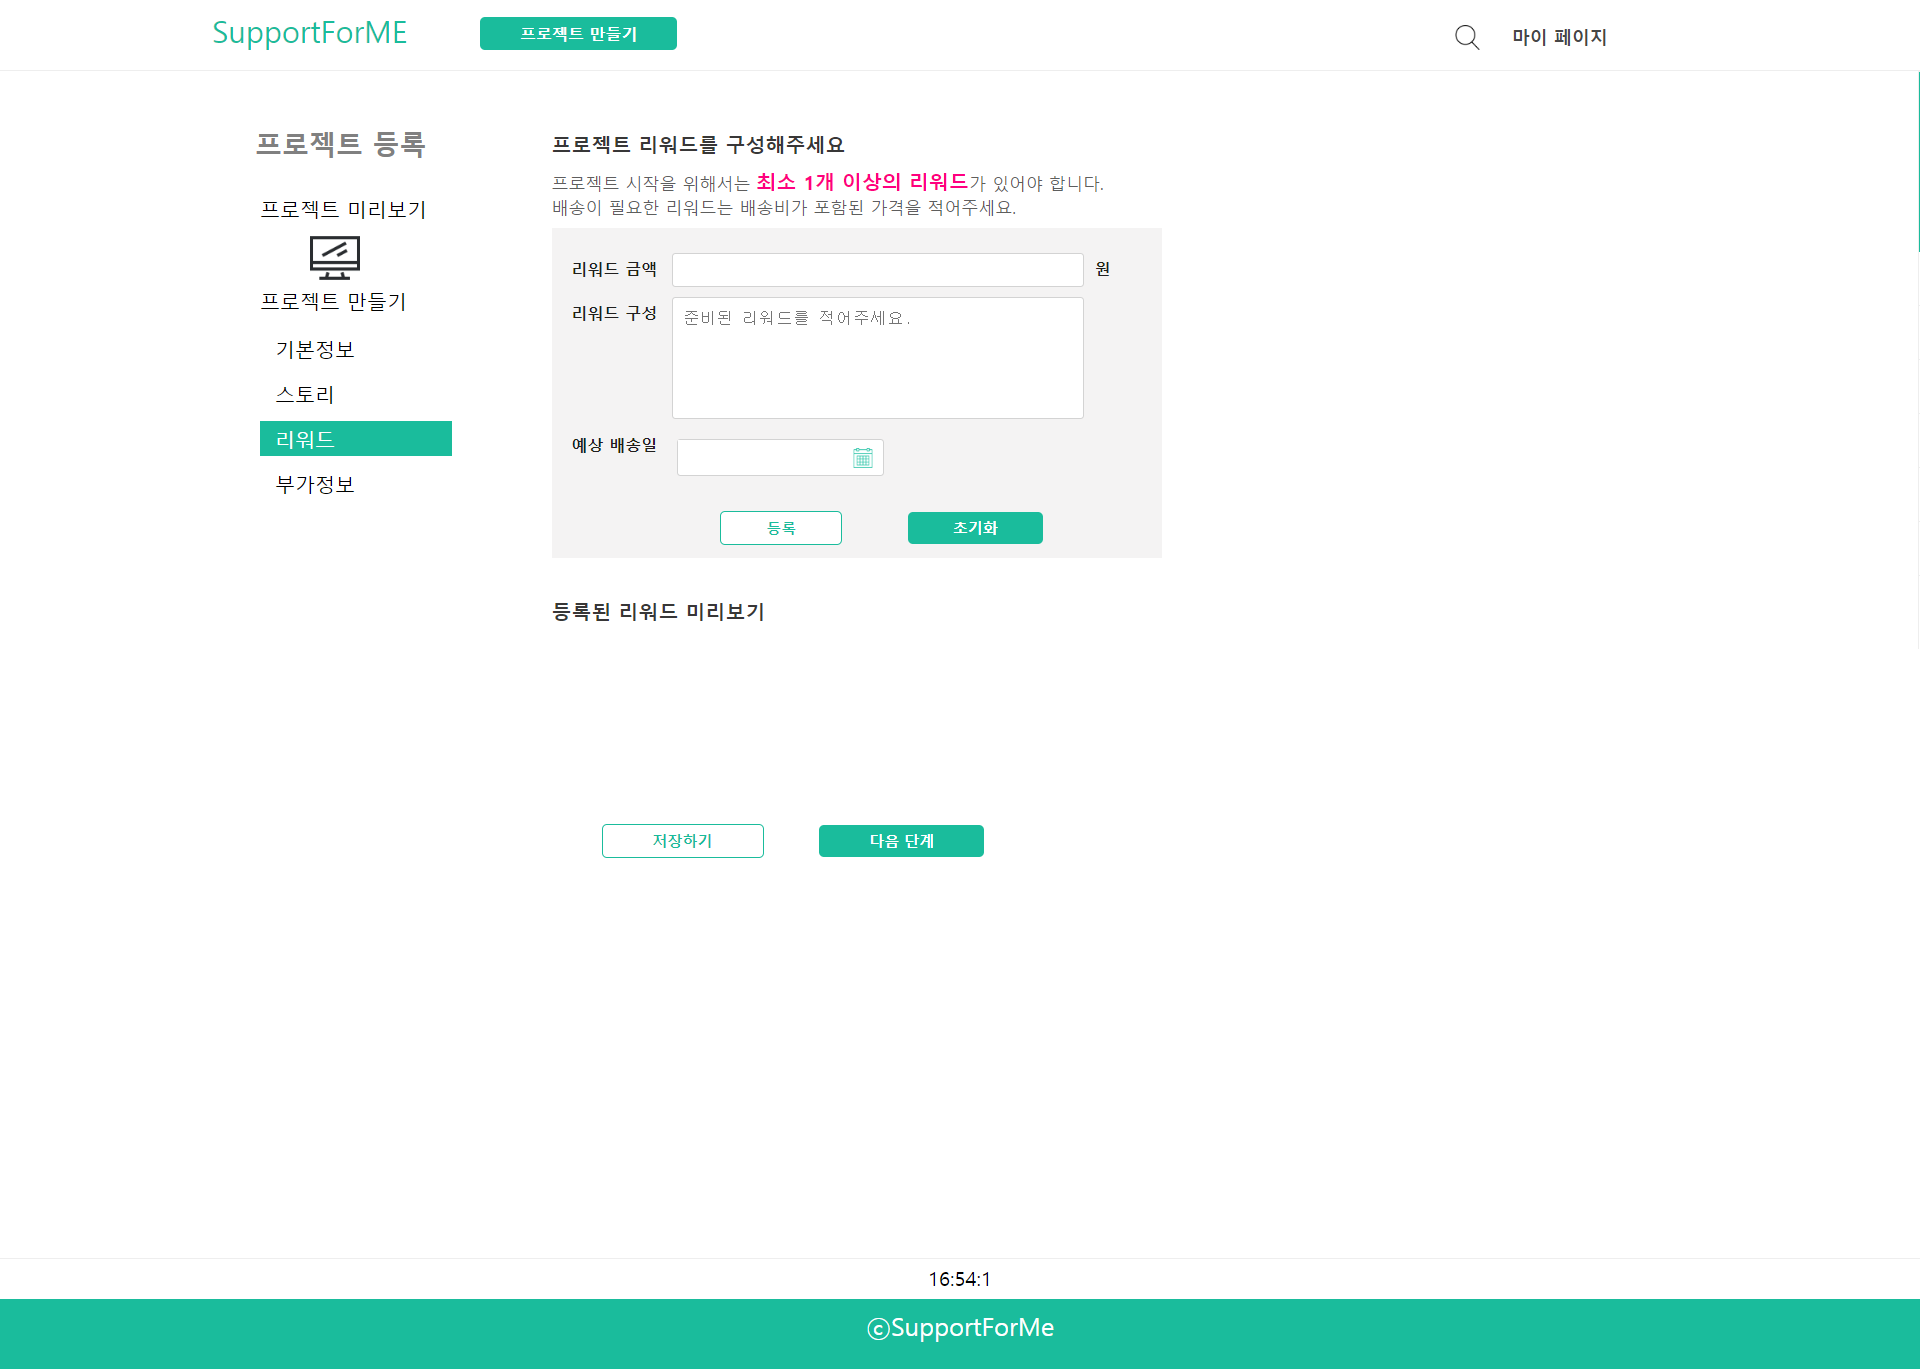 SupportForME
프로젝트 만들기
마이 페이지
프로젝트 등록
프로젝트 미리보기
프로젝트 만들기
기본정보
스토리
리워드
부가정보
프로젝트 리워드를 구성해주세요
프로젝트 시작을 위해서는 최소 1개 이상의 리워드가 있어야 합니다.
배송이 필요한 리워드는 배송비가 포함된 가격을 적어주세요.
리워드 금액
원
리워드 구성
준비된 리워드를 적어주세요.
예상 배송일
등록
초기화
등록된 리워드 미리보기
저장하기
다음 단계
16:54:1
ⓒSupportForMe